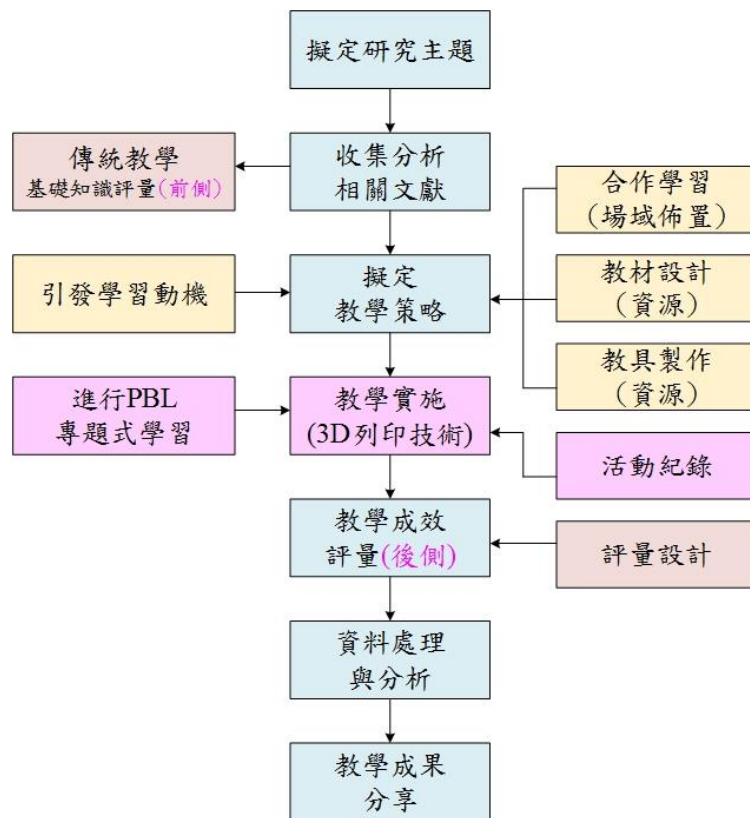 擬定研究主題
傳統教學
基礎知識評量(前側)
收集分析
相關文獻
合作學習
(場域佈置)
引發學習動機
擬定
教學策略
教材設計
(資源)
教具製作
(資源)
進行PBL
專題式學習
教學實施
(3D列印技術)
活動紀錄
教學成效
評量(後側)
評量設計
資料處理
與分析
教學成果
分享